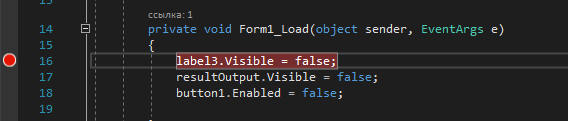 ссылка: 1
14 private void Form1_Load(object sender, EventArgs e)
15 {
16 label3.Visible = false;
17 resultOutput.Visible = false;
18 button1.Enabled = false;
19